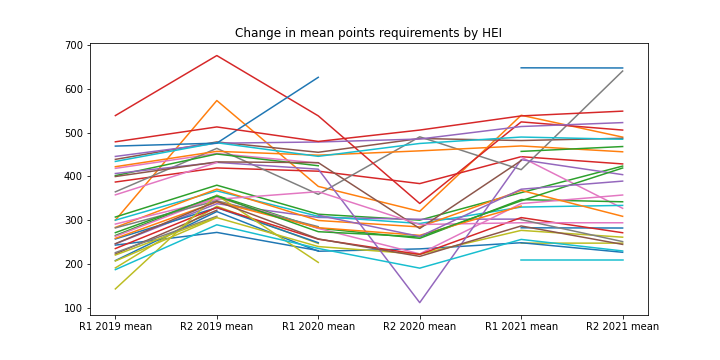 Change in mean points requirements by HEI
700
600
500
400
300
200
100
R1 2019 mean
R2 2019 mean
R1 2020 mean
R2 2020 mean
R1 2021 mean
R2 2021 mean